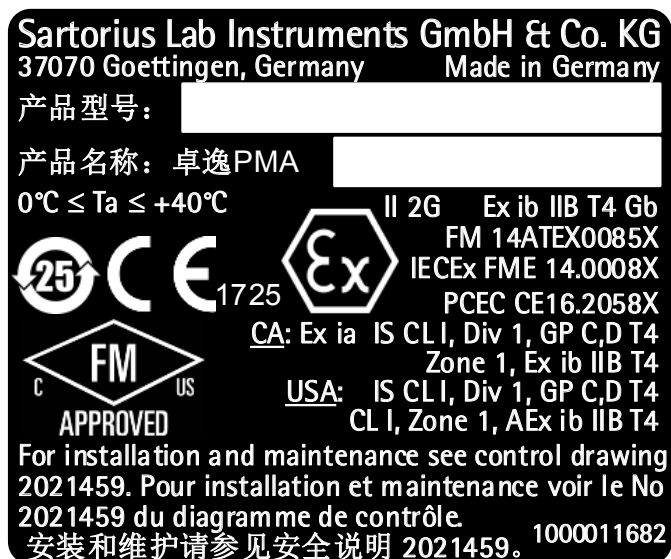 Sartorius Lab Instruments GmbH & Co. KG
37070 Goettingen, Germany Made in Germany
产品型号：
产品名称：卓逸PMA
0°C ≤ Ta ≤ +40°C
II 2G Ex ib IIB T4 Gb
FM 14ATEX0085X
IECEx FME 14.0008X
PCEC CE16.2058X
25 CE 1725 Ex
CA: Ex ia IS CL I, Div 1, GP C,D T4
Zone 1, Ex ib IIB T4
USA: IS CL I, Div 1, GP C,D T4
CL I, Zone 1, AEx ib IIB T4
FM
C US
APPROVED
For installation and maintenance see control drawing
2021459. Pour installation et maintenance voir le No
2021459 du diagramme de contrôle.
安装和维护请参见安全说明 2021459。 1000011682